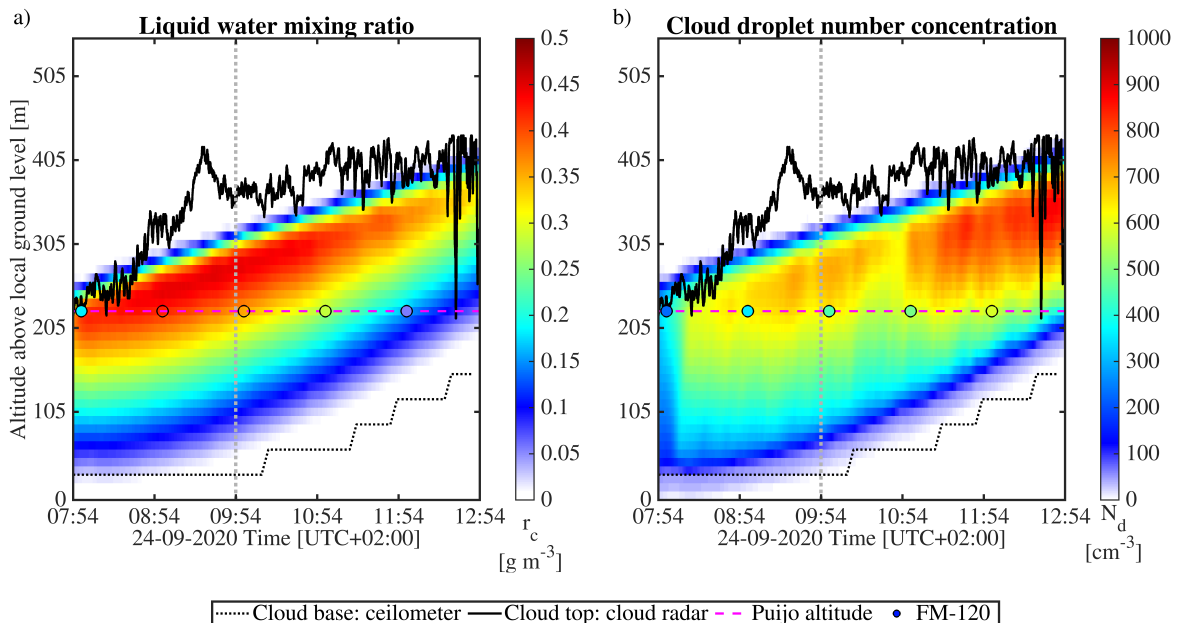 a)
Liquid water mixing ratio
Altitude above local ground level [m]
505
405
305
205
105
0
07:54 08:54 09:54 10:54 11:54 12:54
24-09-2020 Time [UTC+02:00]
0.5
0.45
0.4
0.35
0.3
0.25
0.2
0.15
0.1
0.05
0
r_c
[g m^-3]
b)
Cloud droplet number concentration
505
405
305
205
105
0
07:54 08:54 09:54 10:54 11:54 12:54
24-09-2020 Time [UTC+02:00]
1000
900
800
700
600
500
400
300
200
100
0
N_d
[cm^-3]
Cloud base: ceilometer Cloud top: cloud radar Puijo altitude FM-120